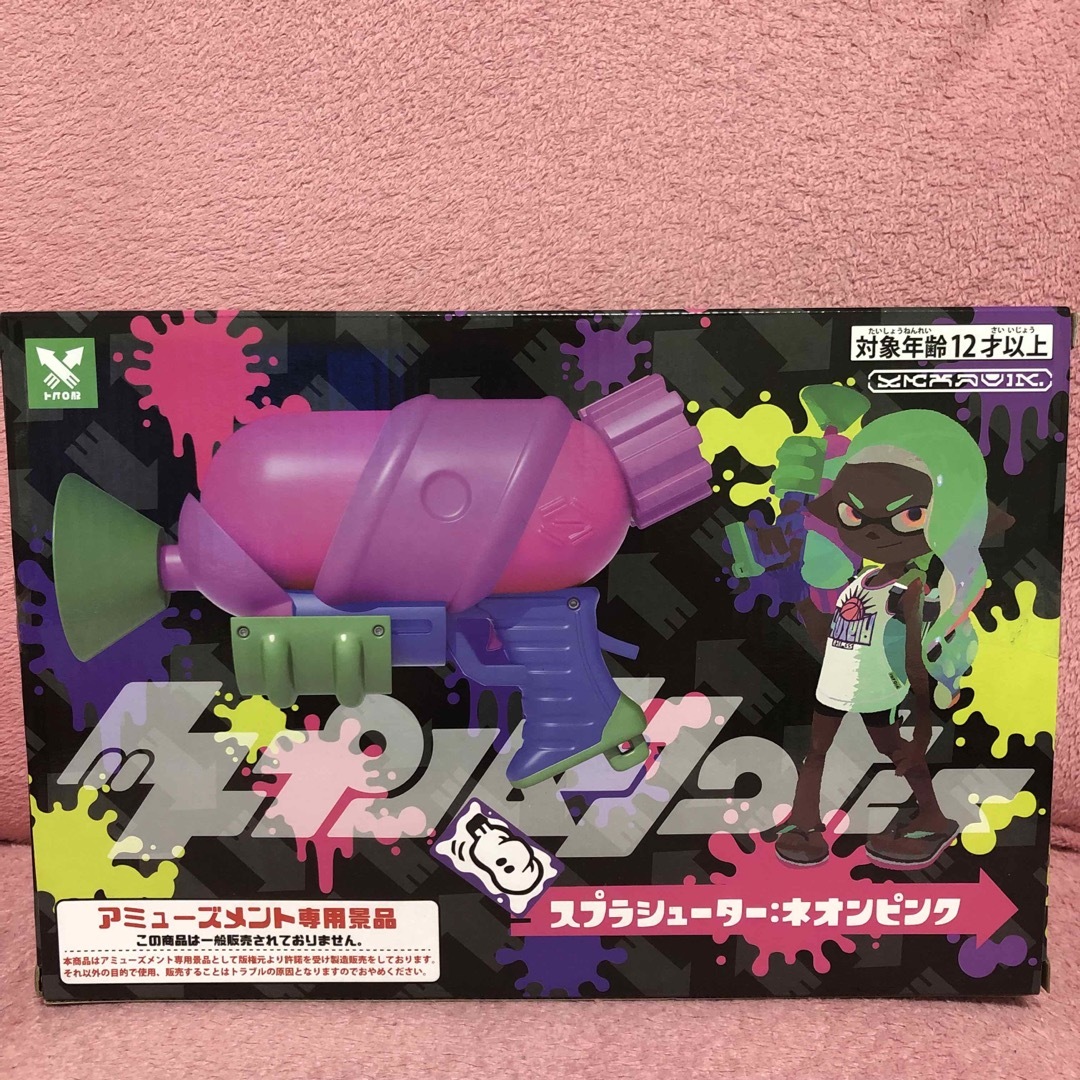 たいしょうねんれい さい いじょう
対象年齢12才以上
アミューズメント専用景品
この商品は一般販売されておりません。
本商品はアミューズメント専用景品として版権元より許諾を受け製造販売をしております。
それ以外の目的で使用、販売することはトラブルの原因となりますのでおやめください。
スプラシューター:ネオンピンク